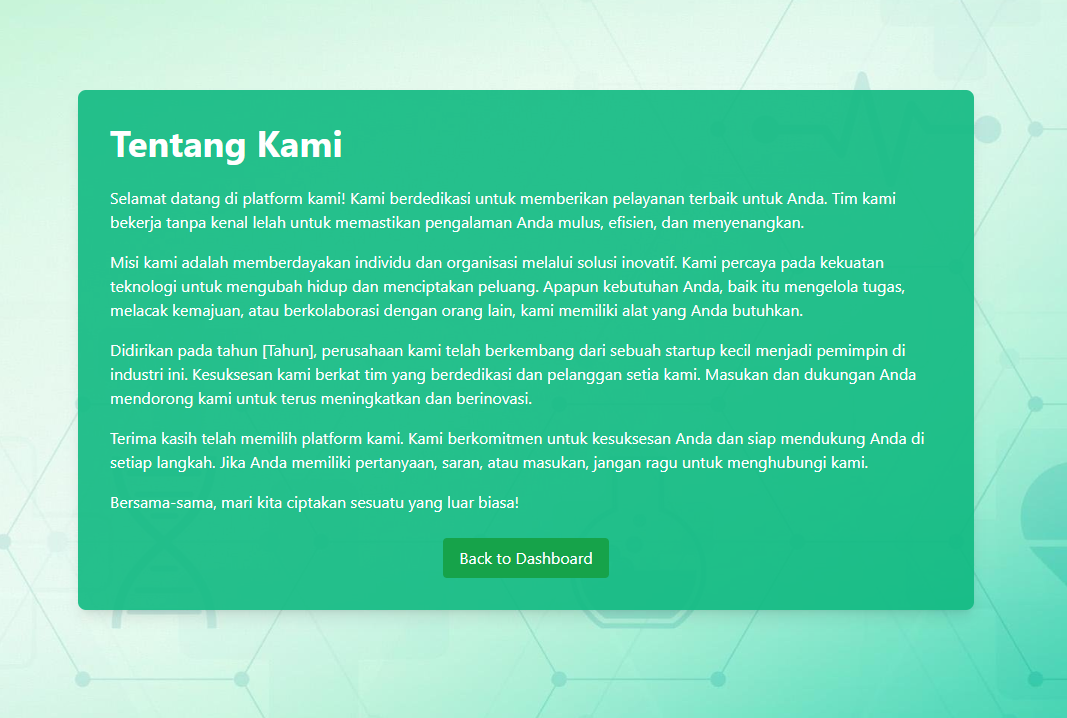 Tentang Kami
Selamat datang di platform kami! Kami berdedikasi untuk memberikan pelayanan terbaik untuk Anda. Tim kami
bekerja tanpa kenal lelah untuk memastikan pengalaman Anda mulus, efisien, dan menyenangkan.
Misi kami adalah memberdayakan individu dan organisasi melalui solusi inovatif. Kami percaya pada kekuatan
teknologi untuk mengubah hidup dan menciptakan peluang. Apapun kebutuhan Anda, baik itu mengelola tugas,
melacak kemajuan, atau berkolaborasi dengan orang lain, kami memiliki alat yang Anda butuhkan.
Didirikan pada tahun [Tahun], perusahaan kami telah berkembang dari sebuah startup kecil menjadi pemimpin di
industri ini. Kesuksesan kami berkat tim yang berdedikasi dan pelanggan setia kami. Masukan dan dukungan Anda
mendorong kami untuk terus meningkatkan dan berinovasi.
Terima kasih telah memilih platform kami. Kami berkomitmen untuk kesuksesan Anda dan siap mendukung Anda di
setiap langkah. Jika Anda memiliki pertanyaan, saran, atau masukan, jangan ragu untuk menghubungi kami.
Bersama-sama, mari kita ciptakan sesuatu yang luar biasa!
Back to Dashboard